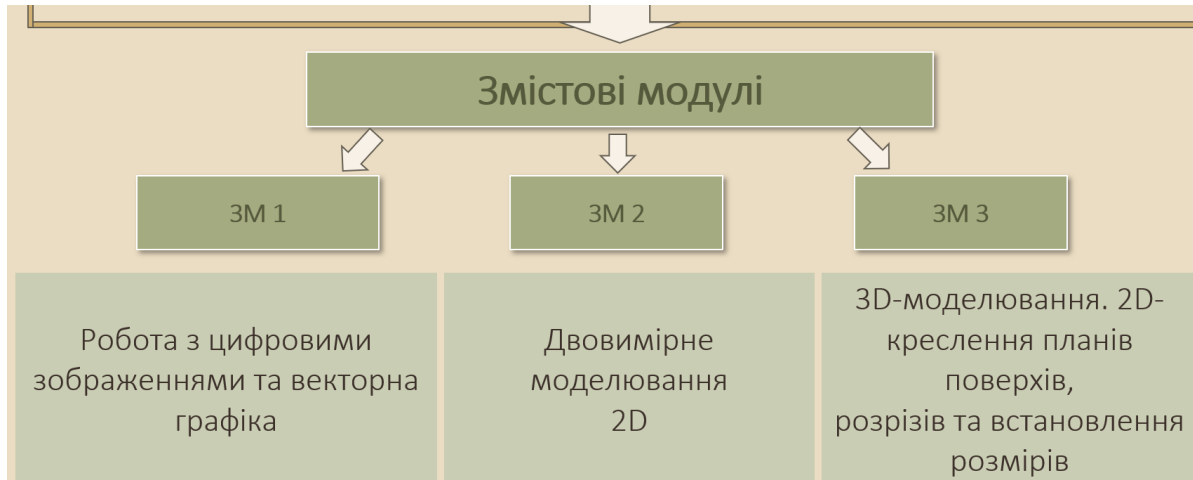 Змістові модулі
ЗМ 1
ЗМ 2
ЗМ 3
Робота з цифровими
зображеннями та векторна
графіка
Двовимірне
моделювання
2D
3D-моделювання. 2D-
креслення планів
поверхів,
розрізів та встановлення
розмірів